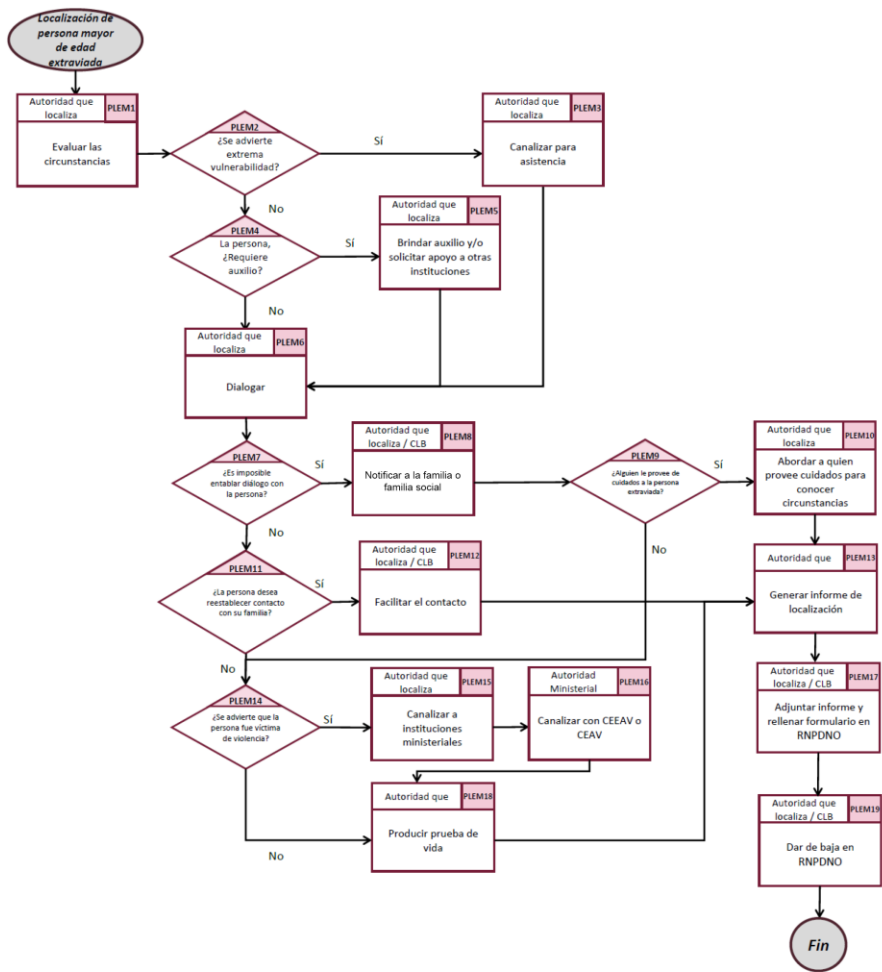 Localización de
persona mayor
de edad
extraviada
Autoridad que
localiza
PLEM1
Evaluar las
circunstancias
PLEM2
¿Se advierte
extrema
vulnerabilidad?
Sí
Autoridad que
localiza
PLEM3
Canalizar para
asistencia
No
PLEM4
La persona,
¿Requiere
auxilio?
Sí
Autoridad que
localiza
PLEM5
Brindar auxilio y/o
solicitar apoyo a otras
instituciones
No
Autoridad que
localiza
PLEM6
Dialogar
PLEM7
¿Es imposible
entablar diálogo con
la persona?
Sí
Autoridad que
localiza / CLB
PLEM8
Notificar a la familia o
familia social
PLEM9
¿Alguien le provee de
cuidados a la persona
extraviada?
Sí
Autoridad que
localiza
PLEM10
Abordar a quien
provee cuidados para
conocer
circunstancias
No
No
PLEM11
¿La persona desea
reestablecer contacto
con su familia?
Sí
Autoridad que
localiza / CLB
PLEM12
Facilitar el contacto
Autoridad que
PLEM13
Generar informe de
localización
No
PLEM14
¿Se advierte que la
persona fue víctima
de violencia?
Sí
Autoridad que
localiza
PLEM15
Canalizar a
instituciones
ministeriales
Autoridad
Ministerial
PLEM16
Canalizar con CEEAV o
CEAV
Autoridad que
localiza / CLB
PLEM17
Adjuntar informe y
rellenar formulario en
RNPDNO
No
Autoridad que
PLEM18
Producir prueba de
vida
Autoridad que
localiza / CLB
PLEM19
Dar de baja en
RNPDNO
Fin